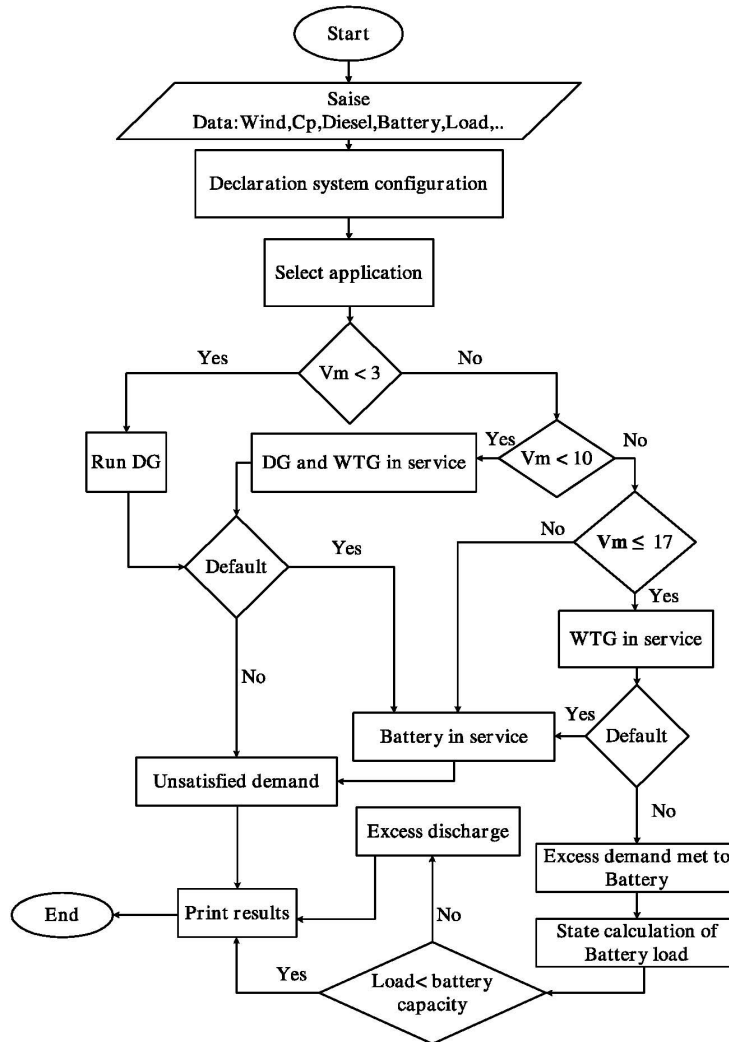 Start
Saise
Data:Wind,Cp,Diesel,Battery,Load,..
Declaration system configuration
Select application
Yes
No
Vm < 3
Run DG
DG and WTG in service
Yes
Vm < 10
No
No
Vm ≤ 17
Default
Yes
Yes
WTG in service
No
Battery in service
Yes
Default
Unsatisfied demand
No
Excess discharge
Excess demand met to
Battery
End
Print results
No
State calculation of
Battery load
Yes
Load< battery
capacity